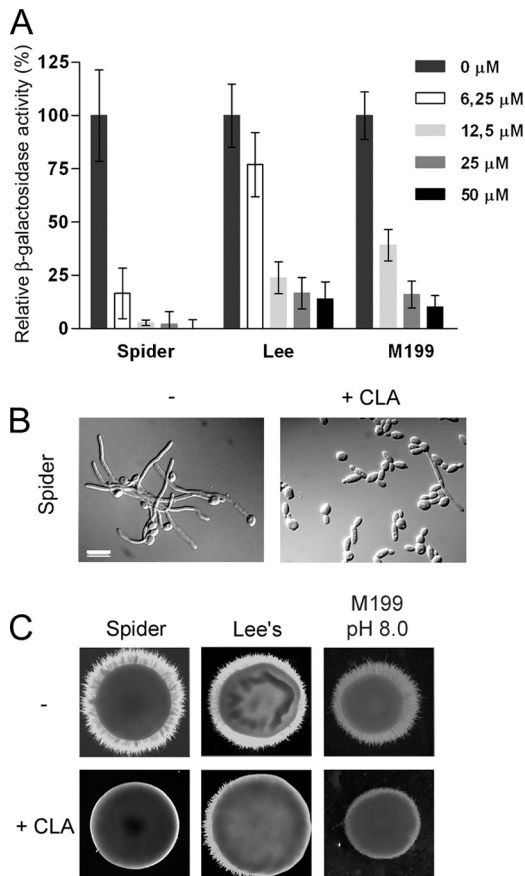 A
Relative β-galactosidase activity (%)
125
100
75
50
25
0
Spider
Lee
M199
0 µM
6,25 µM
12,5 µM
25 µM
50 µM
B
-
+ CLA
Spider
C
Spider
Lee's
M199
pH 8.0
-
+ CLA